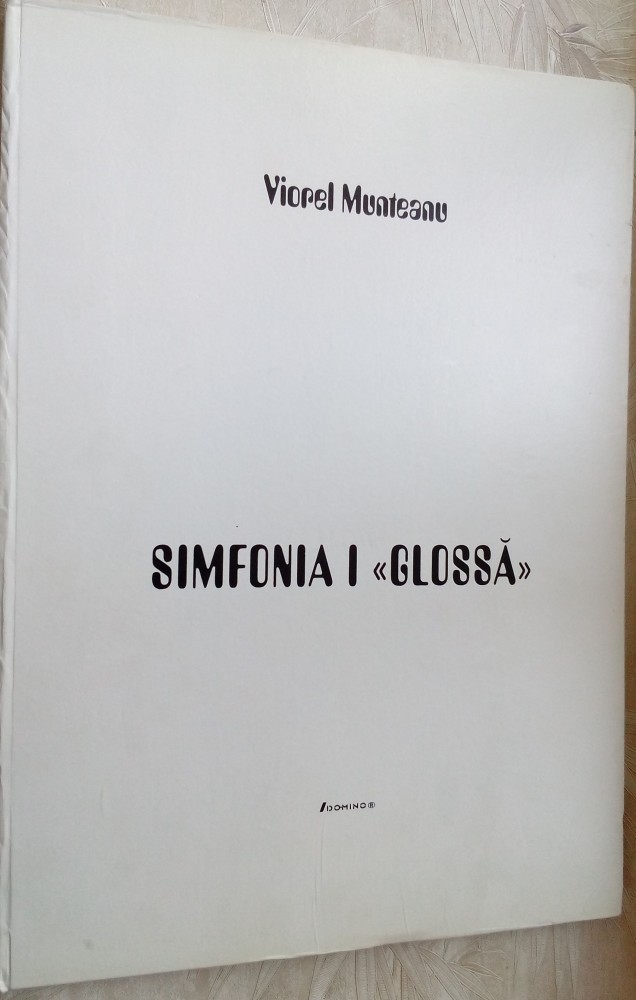 Viorel Munteanu
SIMFONIA I «GLOSSĂ»
DOMINO®